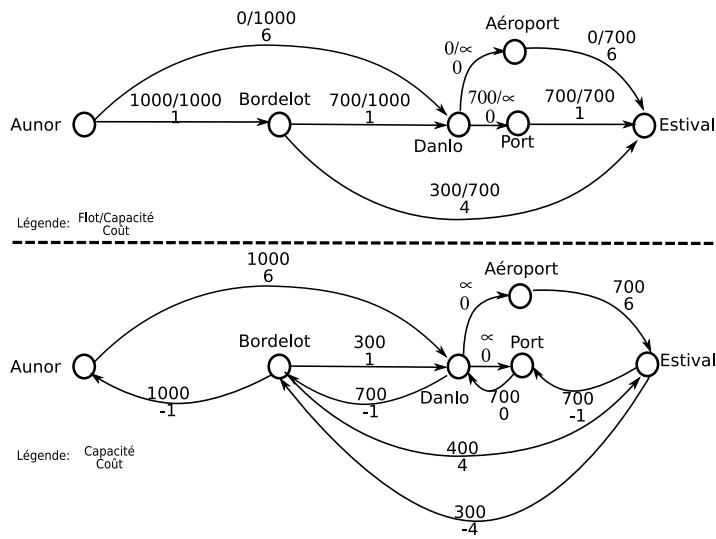 Aéroport
0/1000
6
0/∝
0
0/700
6
Bordelot
1000/1000
1
700/1000
1
700/∝
0
700/700
1
Aunor
Danlo
Port
Estival
300/700
4
Légende: Flot/Capacité
Coût
1000
6
Aéroport
∝
0
700
6
Bordelot
300
1
∝
0
Port
Aunor
Estival
1000
-1
700
-1
Danlo
700
0
700
-1
400
4
Légende: Capacité
Coût
300
-4